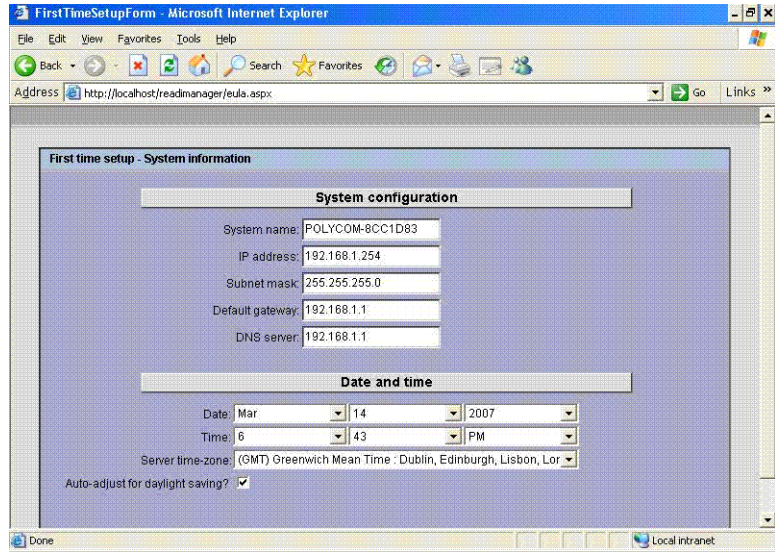 FirstTimeSetupForm - Microsoft Internet Explorer
File Edit View Favorites Tools Help
Back Search Favorites
Address http://localhost/readimanager/eula.aspx Go Links »
First time setup - System information
System configuration
System name: POLYCOM-8CC1D83
IP address: 192.168.1.254
Subnet mask: 255.255.255.0
Default gateway: 192.168.1.1
DNS server: 192.168.1.1
Date and time
Date: Mar 14 2007
Time: 6 43 PM
Server time-zone: (GMT) Greenwich Mean Time : Dublin, Edinburgh, Lisbon, Lor
Auto-adjust for daylight saving?
Done Local intranet